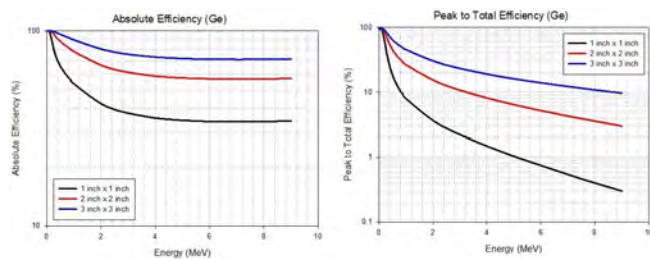 Absolute Efficiency (Ge)
100
Absolute Efficiency (%)
10
1 inch x 1 inch
2 inch x 2 inch
3 inch x 3 inch
0 2 4 6 8 10
Energy (MeV)
Peak to Total Efficiency (Ge)
100
10
1
0.1
Peak to Total Efficiency (%)
1 inch x 1 inch
2 inch x 2 inch
3 inch x 3 inch
0 2 4 6 8 10
Energy (MeV)